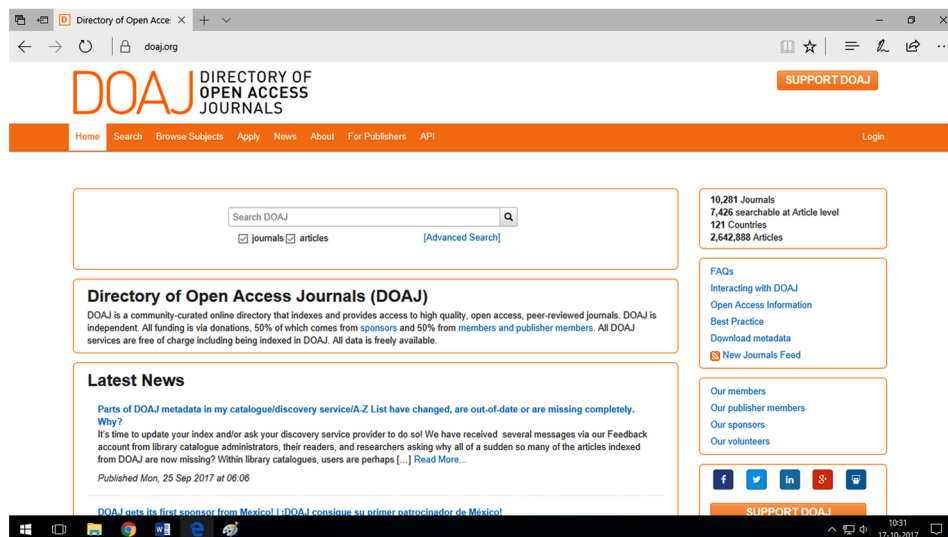 D Directory of Open Acce
doaj.org
DOAJ DIRECTORY OF
OPEN ACCESS
JOURNALS
SUPPORT DOAJ
Home Search Browse Subjects Apply News About For Publishers API Login
Search DOAJ
journals articles [Advanced Search]
10,281 Journals
7,426 searchable at Article level
121 Countries
2,642,888 Articles
Directory of Open Access Journals (DOAJ)
DOAJ is a community-curated online directory that indexes and provides access to high quality, open access, peer-reviewed journals. DOAJ is
independent. All funding is via donations, 50% of which comes from sponsors and 50% from members and publisher members. All DOAJ
services are free of charge including being indexed in DOAJ. All data is freely available.
FAQs
Interacting with DOAJ
Open Access Information
Best Practice
Download metadata
New Journals Feed
Latest News
Parts of DOAJ metadata in my catalogue/discovery service/A-Z List have changed, are out-of-date or are missing completely.
Why?
It's time to update your index and/or ask your discovery service provider to do so! We have received several messages via our Feedback
account from library catalogue administrators, their readers, and researchers asking why all of a sudden so many of the articles indexed
from DOAJ are now missing? Within library catalogues, users are perhaps […] Read More...
Published Mon, 25 Sep 2017 at 06:06
DOAJ gets its first sponsor from Mexico! | ¡DOAJ consigue su primer patrocinador de México!
Our members
Our publisher members
Our sponsors
Our volunteers
f in g+
SUPPORT DOAJ
10:31
17-10-2017